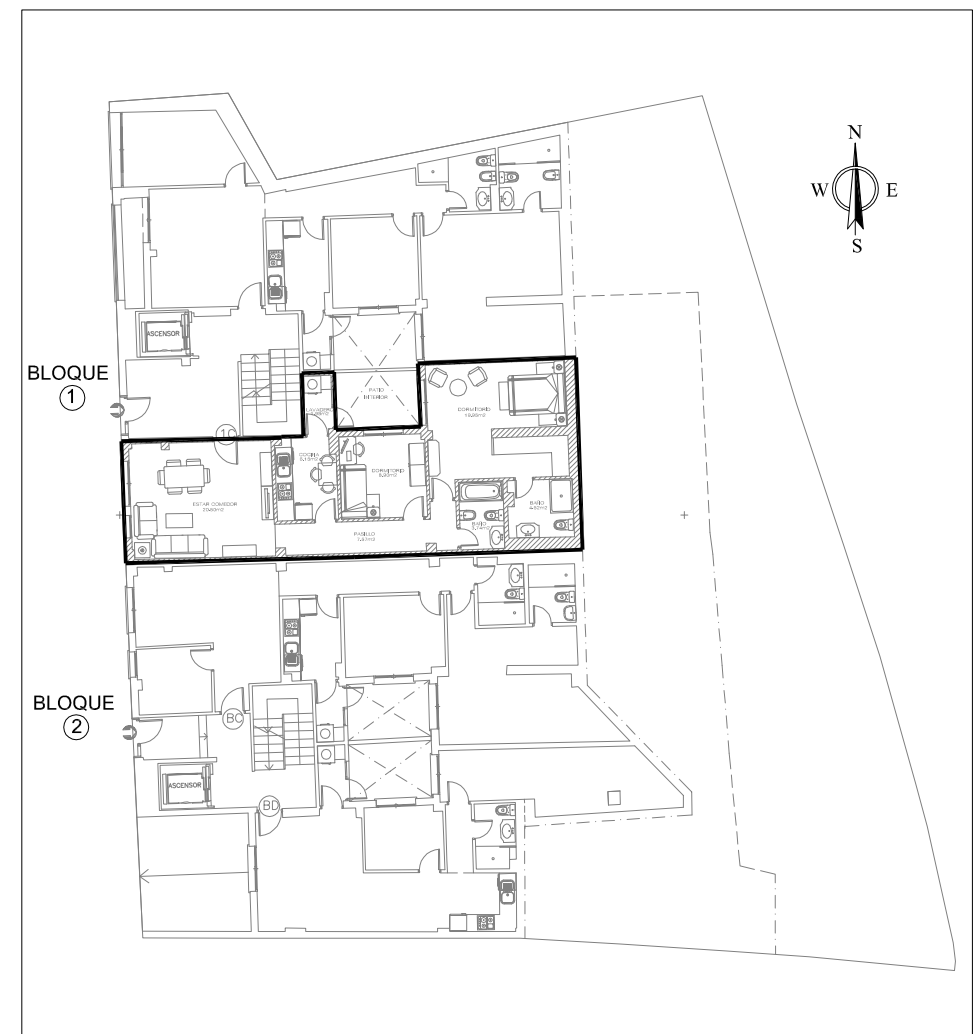 N
W E
S
ASCENSOR
BLOQUE
1
1C
PATIO
INTERIOR
LAVADERO
DORMITORIO
COCINA
DORMITORIO
ESTAR COMEDOR
BAÑO
BAÑO
PASILLO
BLOQUE
2
BC
ASCENSOR
BD